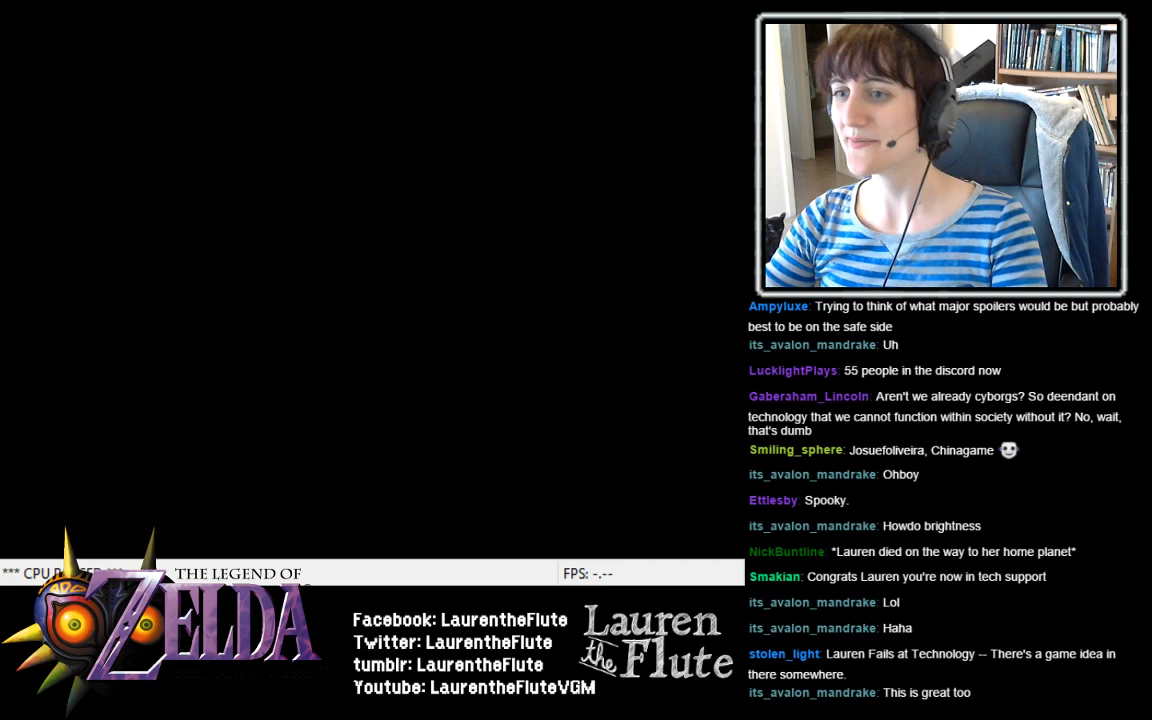 Ampyluxe: Trying to think of what major spoilers would be but probably
best to be on the safe side
its_avalon_mandrake: Uh
LucklightPlays: 55 people in the discord now
Gaberaham_Lincoln: Aren't we already cyborgs? So deendant on
technology that we cannot function within society without it? No, wait,
that's dumb
Smiling_sphere: Josuefoliveira, Chinagame
its_avalon_mandrake: Ohboy
Ettlesby: Spooky.
its_avalon_mandrake: Howdo brightness
NickBuntline: *Lauren died on the way to her home planet*
Smakian: Congrats Lauren you're now in tech support
its_avalon_mandrake: Lol
its_avalon_mandrake: Haha
stolen_light: Lauren Fails at Technology -- There's a game idea in
there somewhere.
its_avalon_mandrake: This is great too
*** CPU
FPS: -.--
THE LEGEND OF
ZELDA
Facebook: LaurentheFlute
Twitter: LaurentheFlute
tumblr: LaurentheFlute
Youtube: LaurentheFluteVGM
Lauren
the Flute